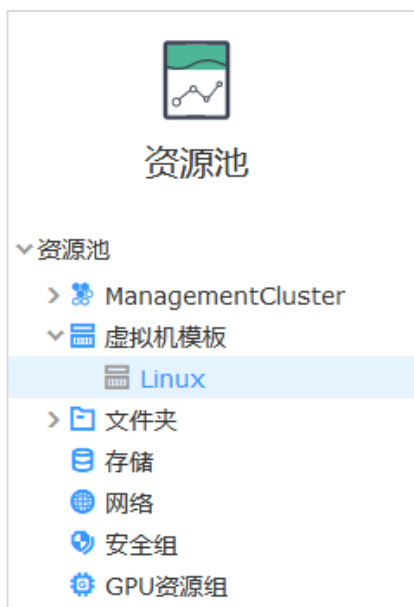 资源池
资源池
ManagementCluster
虚拟机模板
Linux
文件夹
存储
网络
安全组
GPU资源组